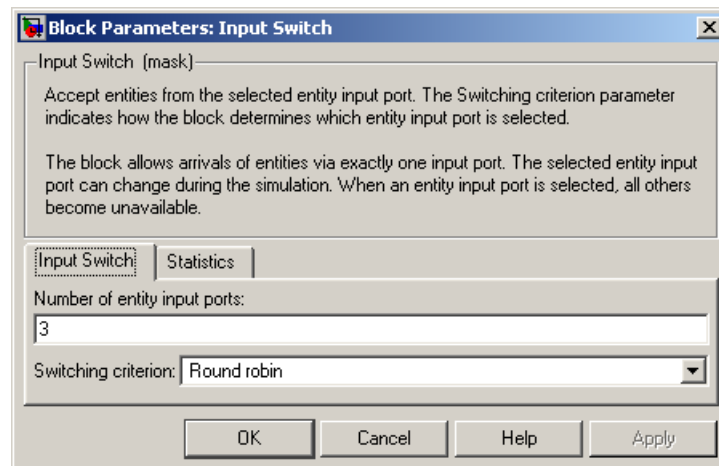 Block Parameters: Input Switch
Input Switch (mask)
Accept entities from the selected entity input port. The Switching criterion parameter
indicates how the block determines which entity input port is selected.
The block allows arrivals of entities via exactly one input port. The selected entity input
port can change during the simulation. When an entity input port is selected, all others
become unavailable.
Input Switch Statistics
Number of entity input ports:
3
Switching criterion: Round robin
OK Cancel Help Apply